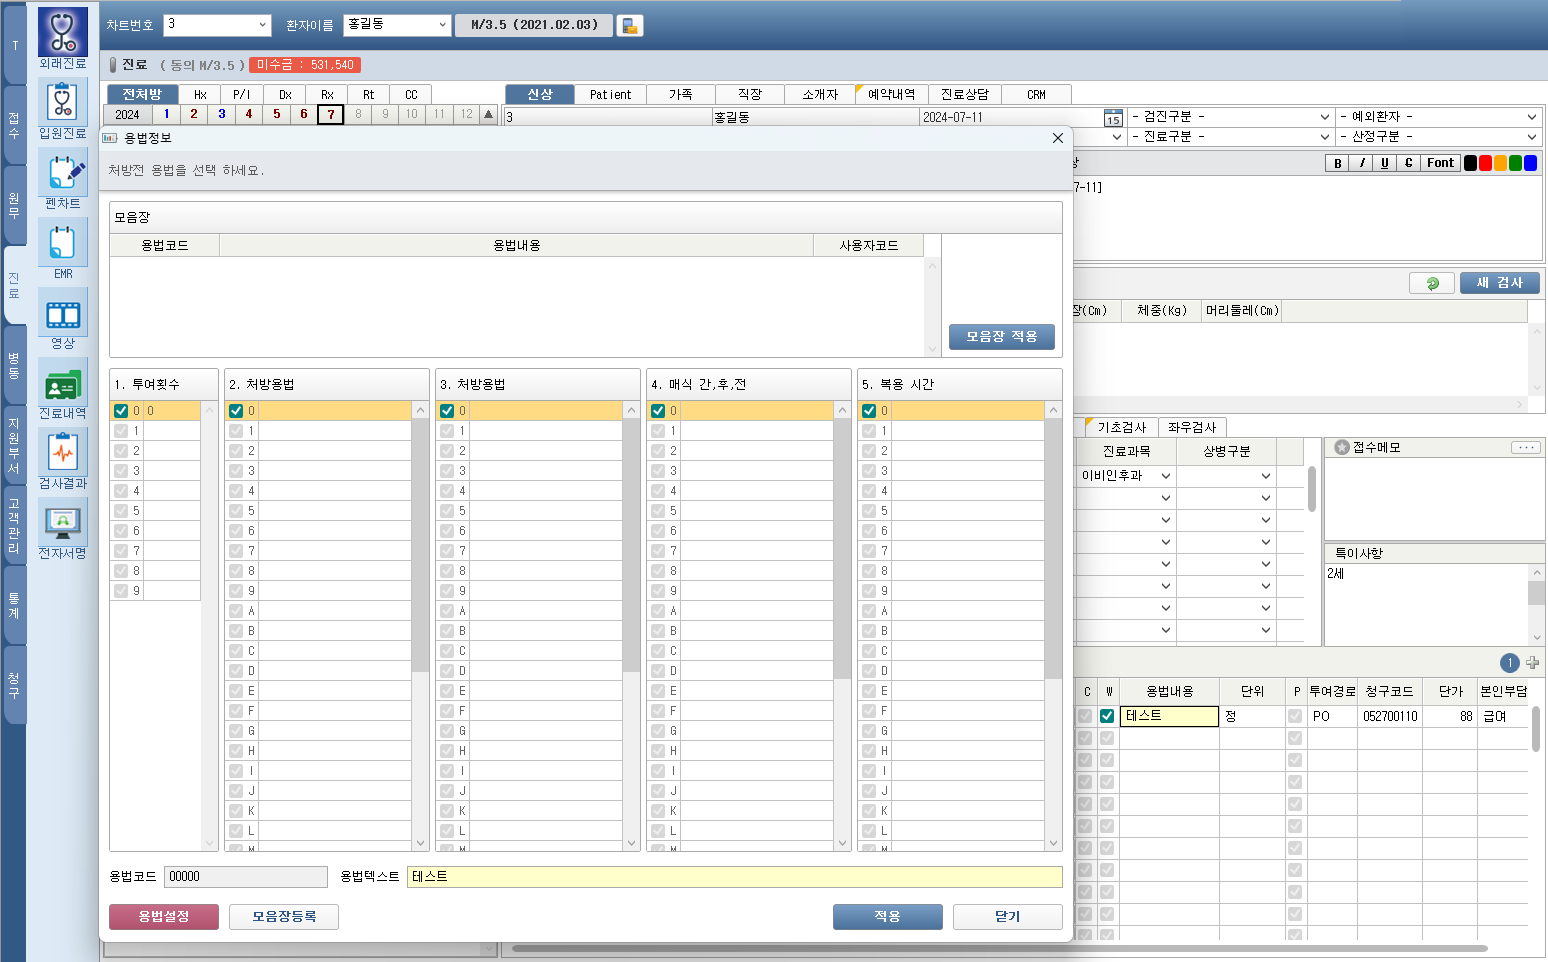 차트번호 3 환자이름 홍길동 M/3.5 (2021.02.03)
T
접수
원무
진료
병동
지원부서
고객관리
통계
청구
외래진료
입원진료
펜차트
EMR
영상
진료내역
검사결과
전자서명
진료 ( 동의 M/3.5 ) 미수금 : 531,540
전처방 Hx P/I Dx Rx Rt CC
2024 1 2 3 4 5 6 7 8 9 10 11 12
신상 Patient 가족 직장 소개자 예약내역 진료상담 CRM
3 홍길동 2024-07-11 15 - 검진구분 - - 예외환자 -
- 진료구분 - - 산정구분 -
상 B / U C Font
7-11]
새 검사
장(Cm) 체중(Kg) 머리둘레(Cm)
기초검사 좌우검사
진료과목 상병구분
이비인후과
접수메모 ...
특이사항
2세
1
C W 용법내용 단위 P 투여경로 청구코드 단가 본인부담
테스트 정 PO 052700110 88 급여
용법정보
처방전 용법을 선택 하세요.
모음장
용법코드 용법내용 사용자코드
모음장 적용
1. 투여횟수
0 0
1
2
3
4
5
6
7
8
9
2. 처방용법
0
1
2
3
4
5
6
7
8
9
A
B
C
D
E
F
G
H
I
J
K
L
M
3. 처방용법
0
1
2
3
4
5
6
7
8
9
A
B
C
D
E
F
G
H
I
J
K
L
M
4. 매식 간,후,전
0
1
2
3
4
5
6
7
8
9
A
B
C
D
E
F
G
H
I
J
K
L
M
5. 복용 시간
0
1
2
3
4
5
6
7
8
9
A
B
C
D
E
F
G
H
I
J
K
L
M
용법코드 00000 용법텍스트 테스트
용법설정 모음장등록 적용 닫기